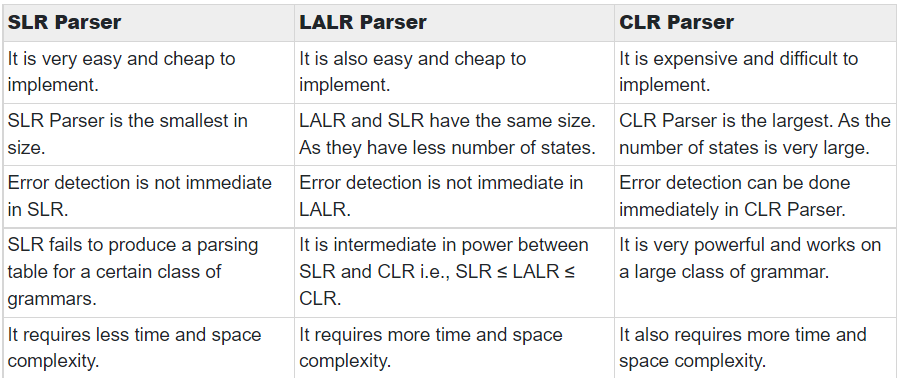 SLR Parser
LALR Parser
CLR Parser
It is very easy and cheap to
implement.
It is also easy and cheap to
implement.
It is expensive and difficult to
implement.
SLR Parser is the smallest in
size.
LALR and SLR have the same size.
As they have less number of states.
CLR Parser is the largest. As the
number of states is very large.
Error detection is not immediate
in SLR.
Error detection is not immediate in
LALR.
Error detection can be done
immediately in CLR Parser.
SLR fails to produce a parsing
table for a certain class of
grammars.
It is intermediate in power between
SLR and CLR i.e., SLR ≤ LALR ≤
CLR.
It is very powerful and works on
a large class of grammar.
It requires less time and space
complexity.
It requires more time and space
complexity.
It also requires more time and
space complexity.